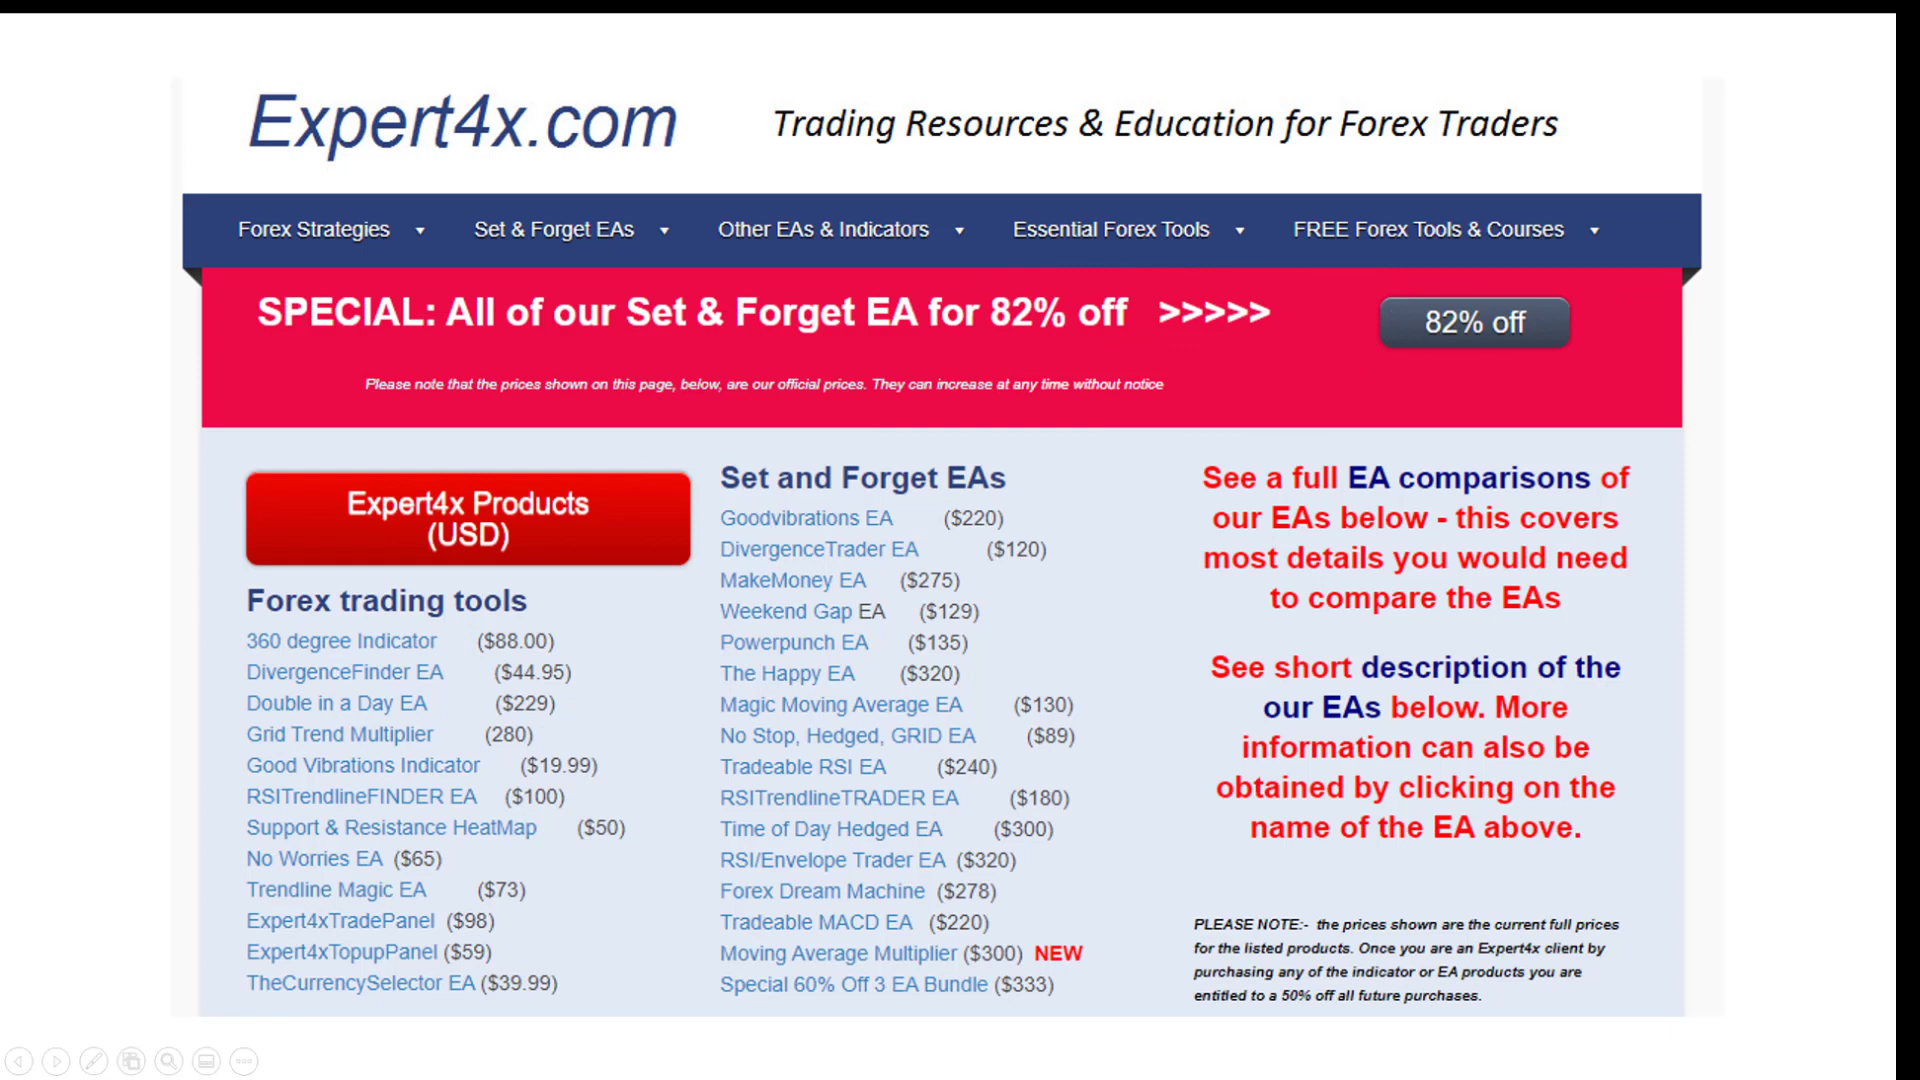 Expert4x.com
Trading Resources & Education for Forex Traders
Forex Strategies
Set & Forget EAs
Other EAs & Indicators
Essential Forex Tools
FREE Forex Tools & Courses
SPECIAL: All of our Set & Forget EA for 82% off >>>>>
82% off
Please note that the prices shown on this page, below, are our official prices. They can increase at any time without notice
Expert4x Products
(USD)
Forex trading tools
360 degree Indicator ($88.00)
DivergenceFinder EA ($44.95)
Double in a Day EA ($229)
Grid Trend Multiplier (280)
Good Vibrations Indicator ($19.99)
RSITrendlineFINDER EA ($100)
Support & Resistance HeatMap ($50)
No Worries EA ($65)
Trendline Magic EA ($73)
Expert4xTradePanel ($98)
Expert4xTopupPanel ($59)
TheCurrencySelector EA ($39.99)
Set and Forget EAs
Goodvibrations EA ($220)
DivergenceTrader EA ($120)
MakeMoney EA ($275)
Weekend Gap EA ($129)
Powerpunch EA ($135)
The Happy EA ($320)
Magic Moving Average EA ($130)
No Stop, Hedged, GRID EA ($89)
Tradeable RSI EA ($240)
RSITrendlineTRADER EA ($180)
Time of Day Hedged EA ($300)
RSI/Envelope Trader EA ($320)
Forex Dream Machine ($278)
Tradeable MACD EA ($220)
Moving Average Multiplier ($300) NEW
Special 60% Off 3 EA Bundle ($333)
See a full EA comparisons of
our EAs below - this covers
most details you would need
to compare the EAs
See short description of the
our EAs below. More
information can also be
obtained by clicking on the
name of the EA above.
PLEASE NOTE:- the prices shown are the current full prices
for the listed products. Once you are an Expert4x client by
purchasing any of the indicator or EA products you are
entitled to a 50% off all future purchases.